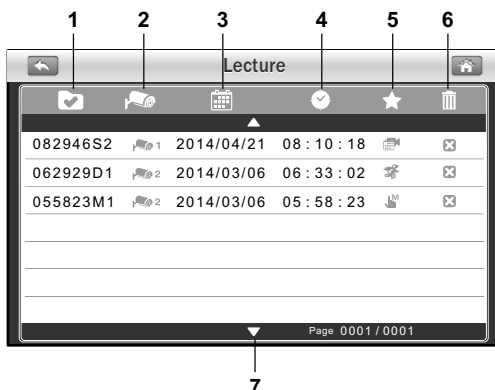 1 2 3 4 5 6
Lecture
082946S2 1 2014/04/21 08 : 10 : 18
062929D1 2 2014/03/06 06 : 33 : 02
055823M1 2 2014/03/06 05 : 58 : 23 M
Page 0001 / 0001
7